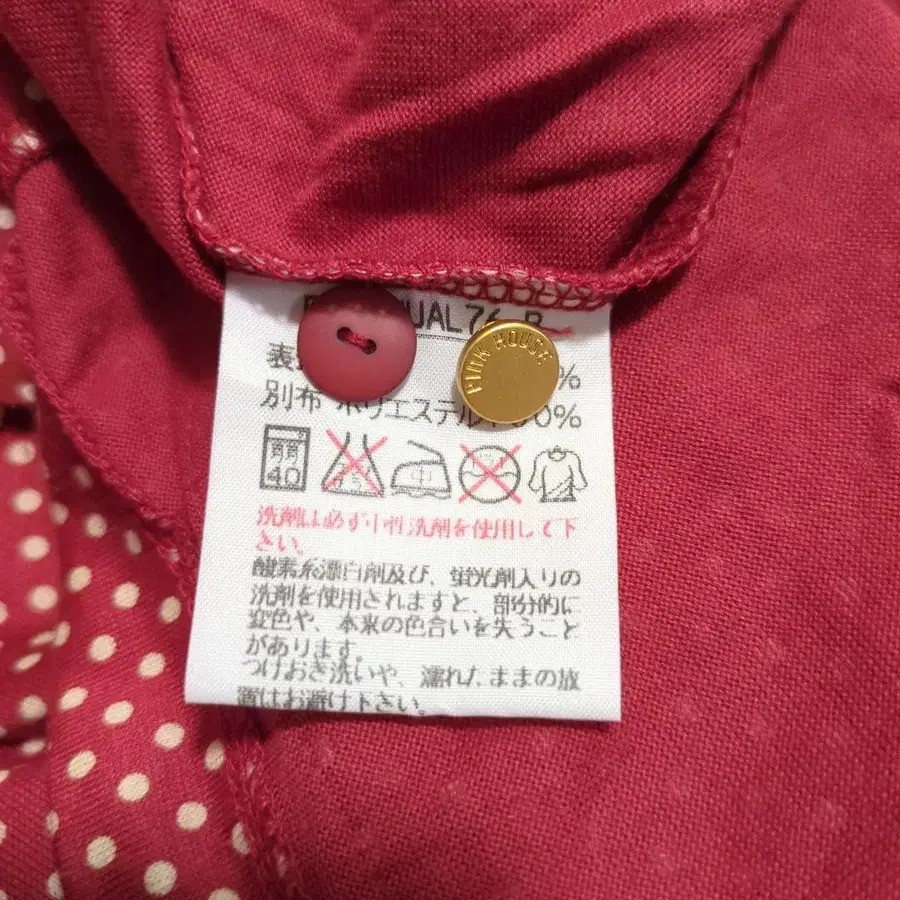 UAL76
PINK HOUSE
表
%
別布 ポリエステル 100%
弱
40
中
洗剤は必ず中性洗剤を使用して下
さい。
酸素系漂白剤及び、蛍光剤入りの
洗剤を使用されますと、部分的に
変色や、本来の色合いを失うこと
があります。
つけおき洗いや、濡れたままの放
置はお避け下さい。